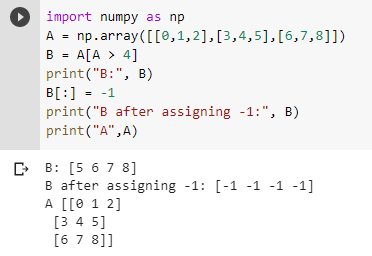 import numpy as np
A = np.array([[0,1,2],[3,4,5],[6,7,8]])
B = A[A > 4]
print("B:", B)
B[:] = -1
print("B after assigning -1:", B)
print("A",A)
B: [5 6 7 8]
B after assigning -1: [-1 -1 -1 -1]
A [[0 1 2]
 [3 4 5]
 [6 7 8]]